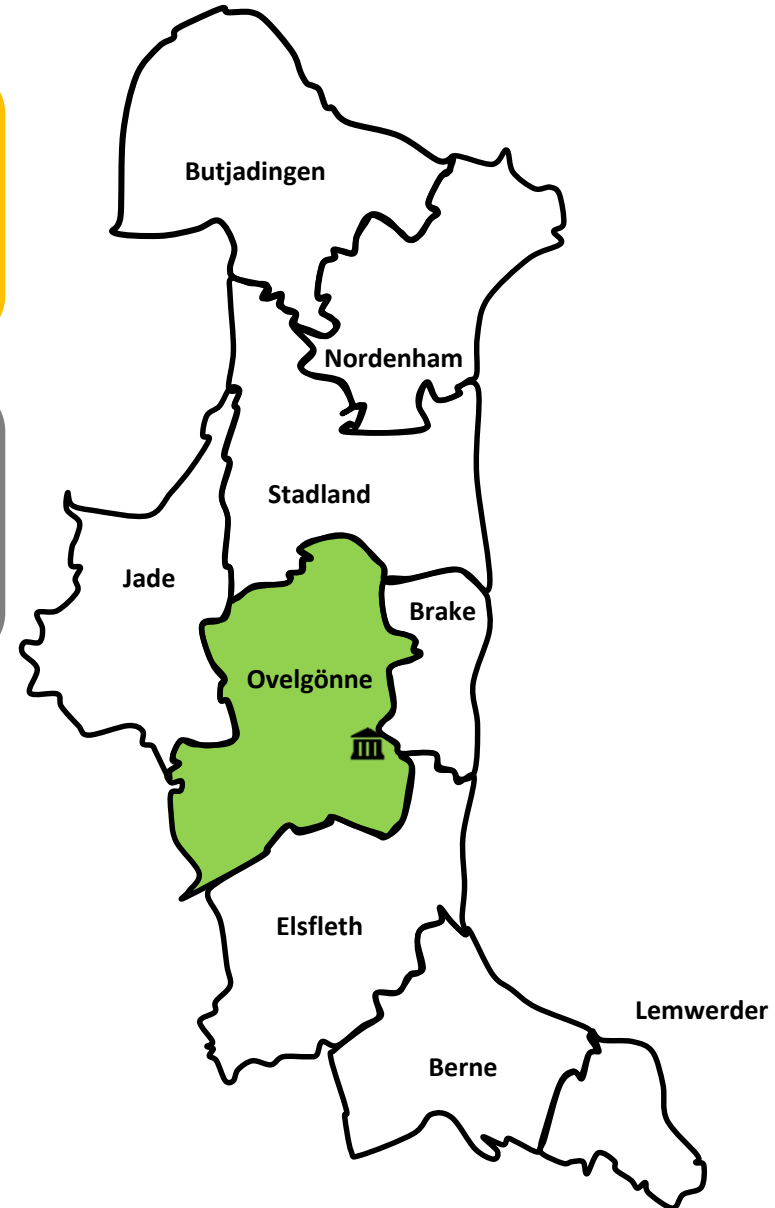 Butjadingen
Nordenham
Stadland
Jade
Brake
Ovelgönne
Elsfleth
Lemwerder
Berne